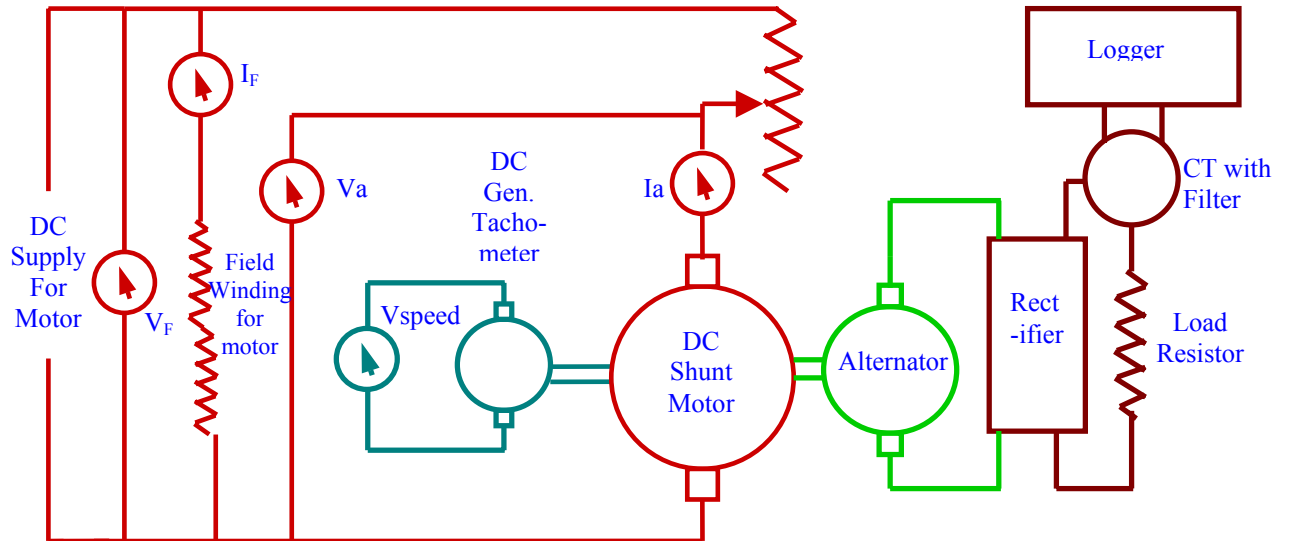 I_F
DC
Supply
For
Motor
V_F
Field
Winding
for
motor
Va
DC
Gen.
Tacho-
meter
Vspeed
Ia
DC
Shunt
Motor
Alternator
Rect
-ifier
Logger
CT with
Filter
Load
Resistor